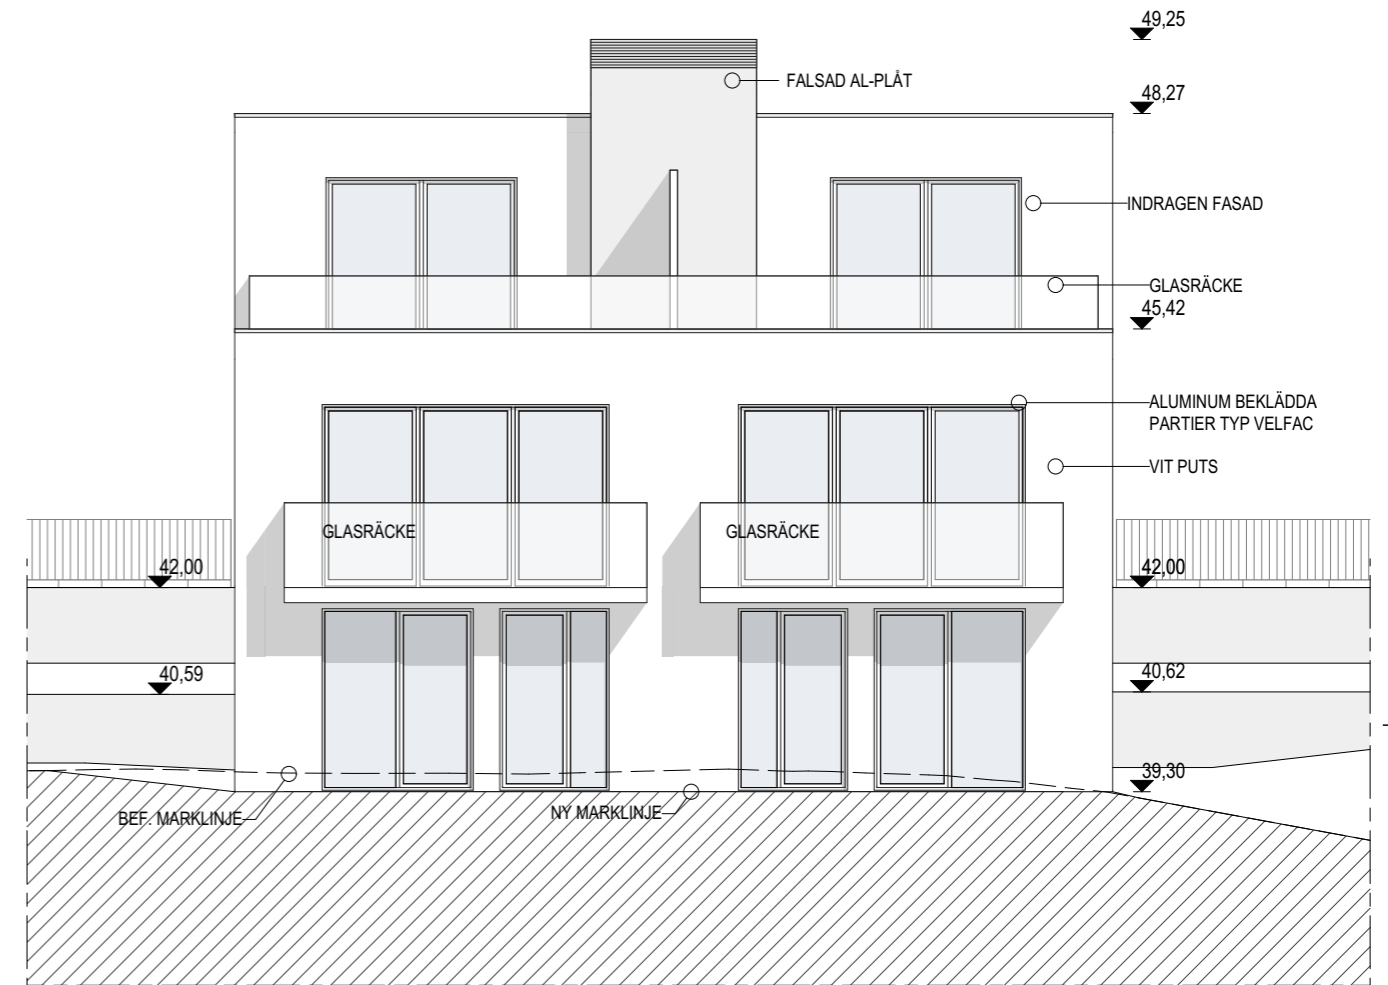 49,25
FALSAD AL-PLÅT
48,27
INDRAGEN FASAD
GLASRÄCKE
45,42
ALUMINUM BEKLÄDDA
PARTIER TYP VELFAC
VIT PUTS
GLASRÄCKE
GLASRÄCKE
42,00
42,00
40,59
40,62
39,30
BEF. MARKLINJE
NY MARKLINJE